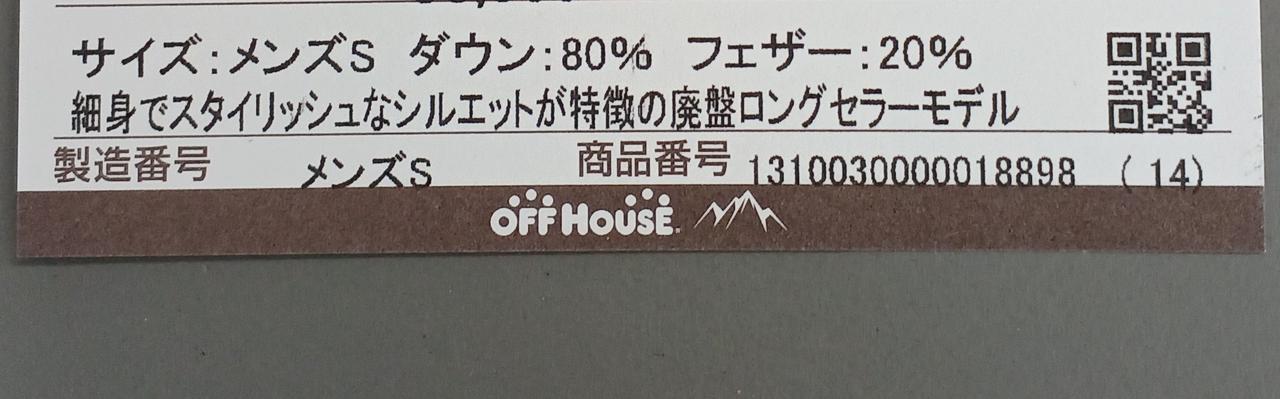 サイズ:メンズS ダウン:80% フェザー:20%
細身でスタイリッシュなシルエットが特徴の廃盤ロングセラーモデル
製造番号 メンズS 商品番号 1310030000018898 (14)
OFF HOUSE